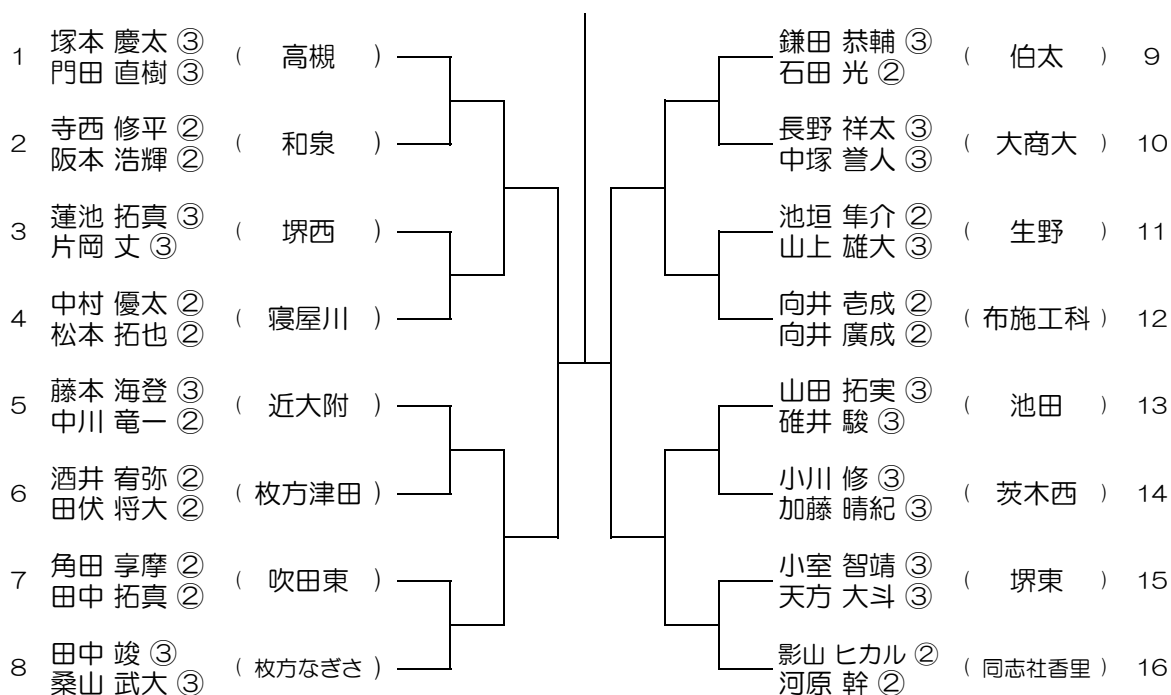 1 塚本 慶太 ③ ( 高槻 )
門田 直樹 ③
2 寺西 修平 ② ( 和泉 )
阪本 浩輝 ②
3 蓮池 拓真 ③ ( 堺西 )
片岡 丈 ③
4 中村 優太 ② ( 寝屋川 )
松本 拓也 ②
5 藤本 海登 ③ ( 近大附 )
中川 竜一 ②
6 酒井 宥弥 ② ( 枚方津田 )
田伏 将大 ②
7 角田 享摩 ② ( 吹田東 )
田中 拓真 ②
8 田中 竣 ③ ( 枚方なぎさ )
桑山 武大 ③
鎌田 恭輔 ③ ( 伯太 ) 9
石田 光 ②
長野 祥太 ③ ( 大商大 ) 10
中塚 誉人 ③
池垣 隼介 ② ( 生野 ) 11
山上 雄大 ③
向井 壱成 ② ( 布施工科 ) 12
向井 廣成 ②
山田 拓実 ③ ( 池田 ) 13
碓井 駿 ③
小川 修 ③ ( 茨木西 ) 14
加藤 晴紀 ③
小室 智靖 ③ ( 堺東 ) 15
天方 大斗 ③
影山 ヒカル ② ( 同志社香里 ) 16
河原 幹 ②